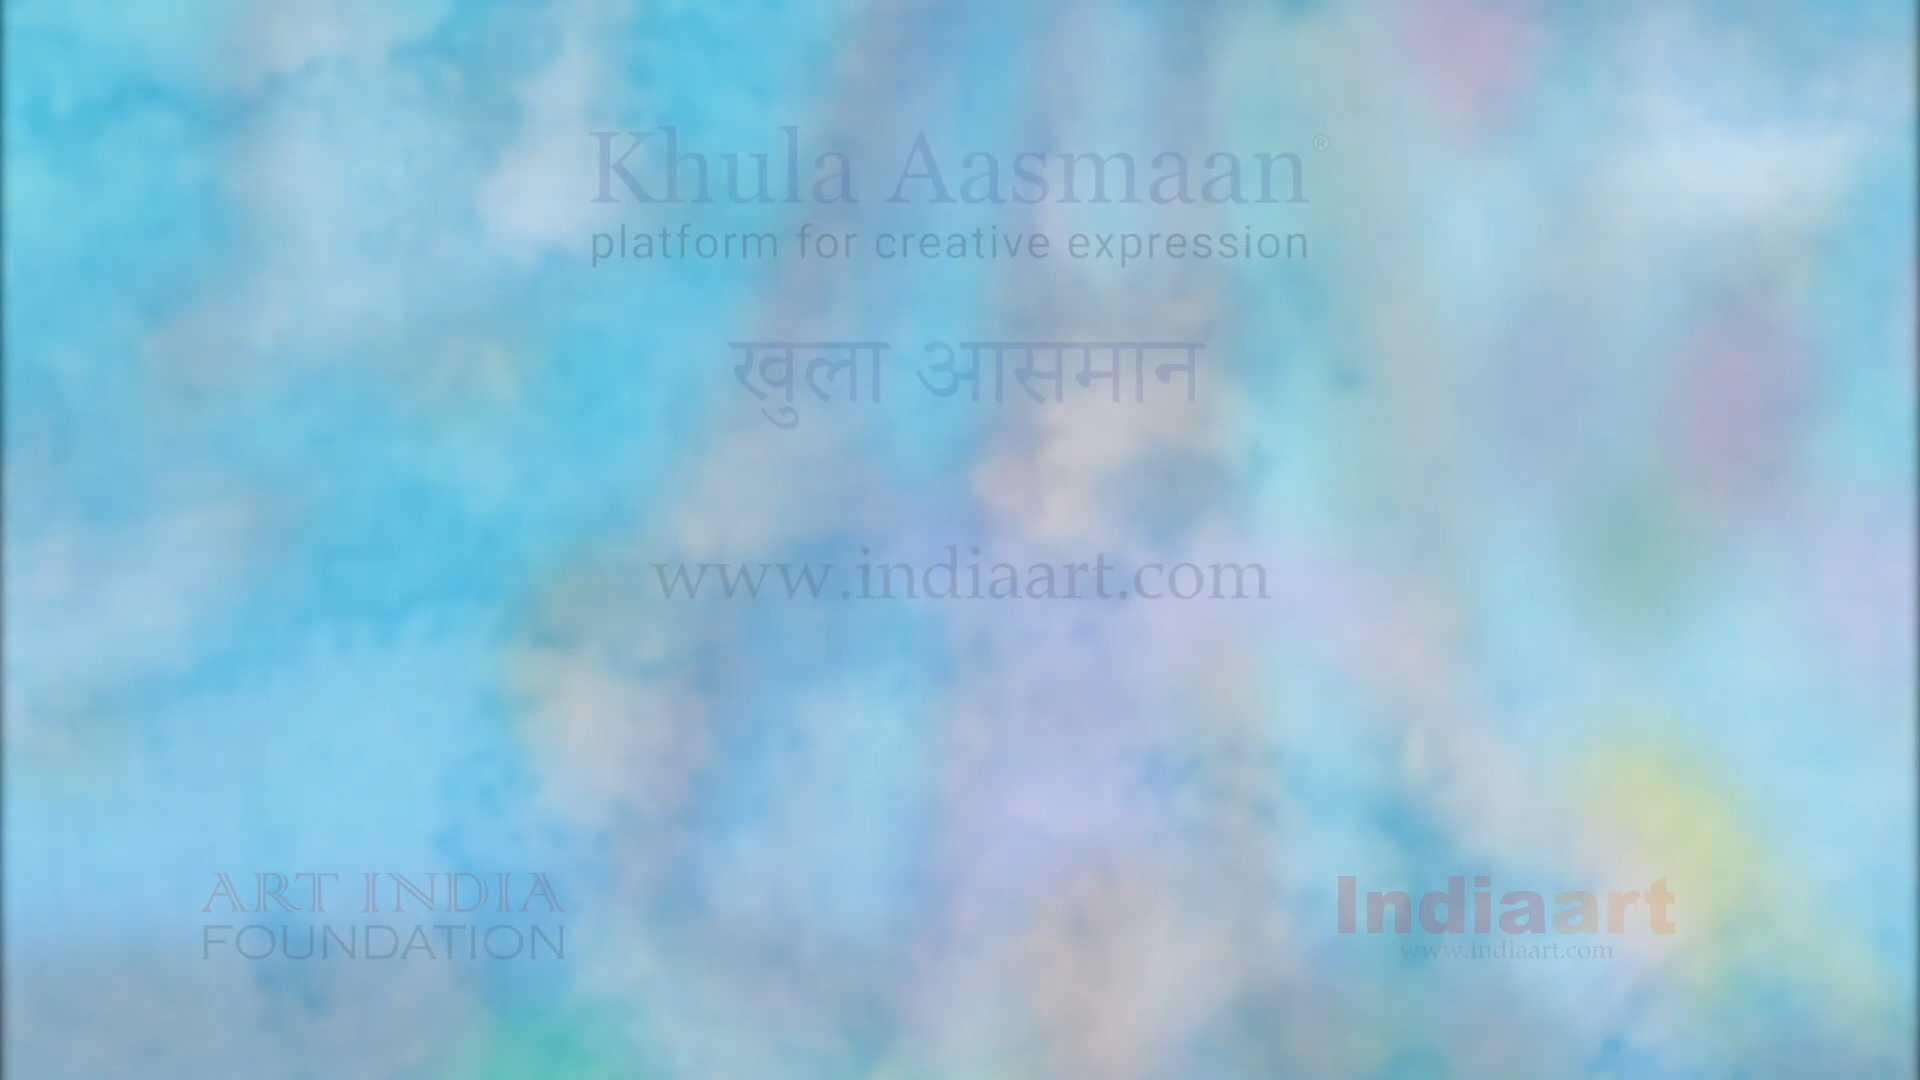 Khula Aasmaan®
platform for creative expression
खुला आसमान
www.indiaart.com
ART INDIA
FOUNDATION
Indiaart
www.indiaart.com